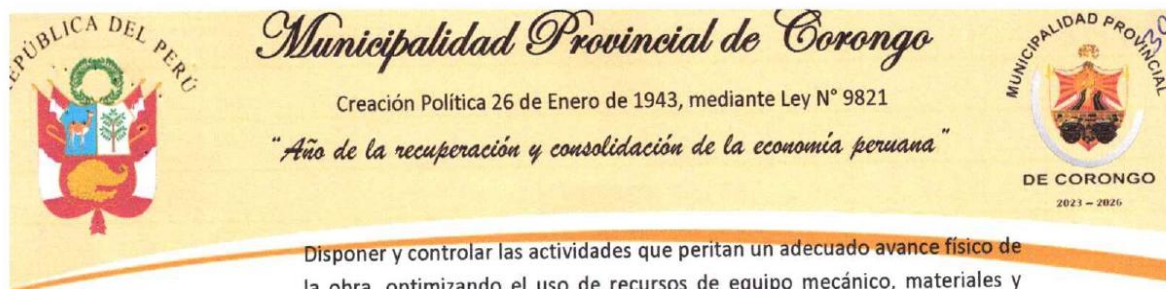 REPÚBLICA DEL PERÚ
Municipalidad Provincial de Corongo
Creación Política 26 de Enero de 1943, mediante Ley N° 9821
"Año de la recuperación y consolidación de la economía peruana"
MUNICIPALIDAD PROVINCIAL
DE CORONGO
2023 – 2026
Disponer y controlar las actividades que peritan un adecuado avance físico de
la obra, optimizando el uso de recursos de equipo mecánico, materiales y